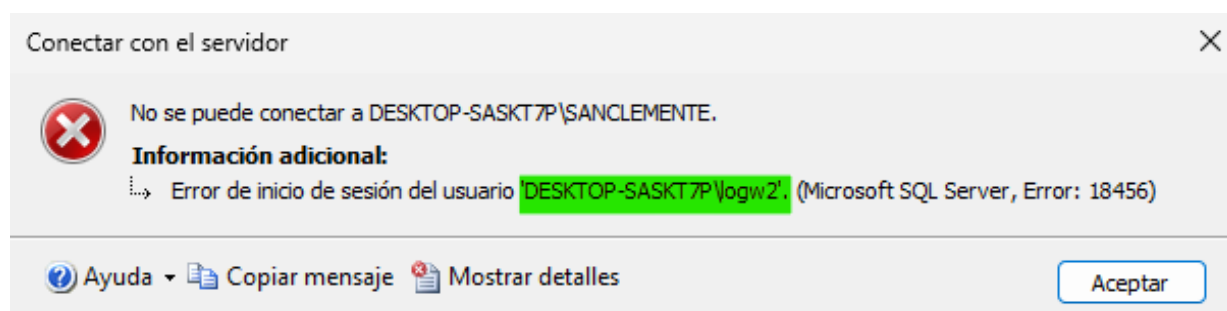 Conectar con el servidor
No se puede conectar a DESKTOP-SASKT7P\SANCLEMENTE.
Información adicional:
Error de inicio de sesión del usuario 'DESKTOP-SASKT7P\logw2'. (Microsoft SQL Server, Error: 18456)
Ayuda Copiar mensaje Mostrar detalles Aceptar